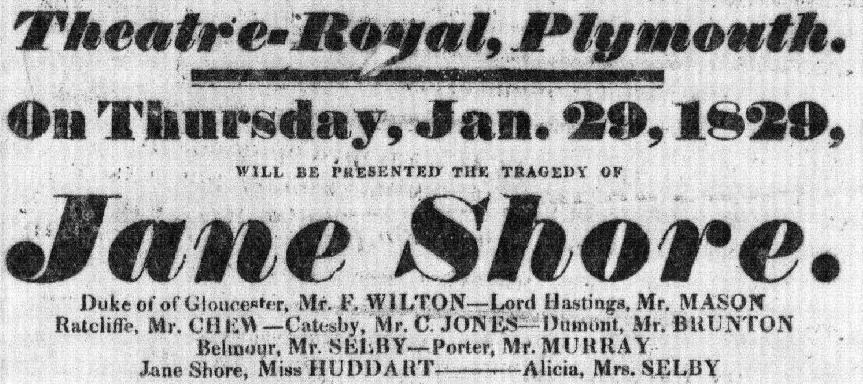 Theatre-Royal, Plymouth.
On Thursday, Jan. 29, 1829,
WILL BE PRESENTED THE TRAGEDY OF
Jane Shore.
Duke of of Gloucester, Mr. F. WILTON—Lord Hastings, Mr. MASON
Ratcliffe, Mr. CHEW—Catesby, Mr. C. JONES—Dumont, Mr. BRUNTON
Belmour, Mr. SELBY—Porter, Mr. MURRAY
Jane Shore, Miss HUDDART———Alicia, Mrs. SELBY